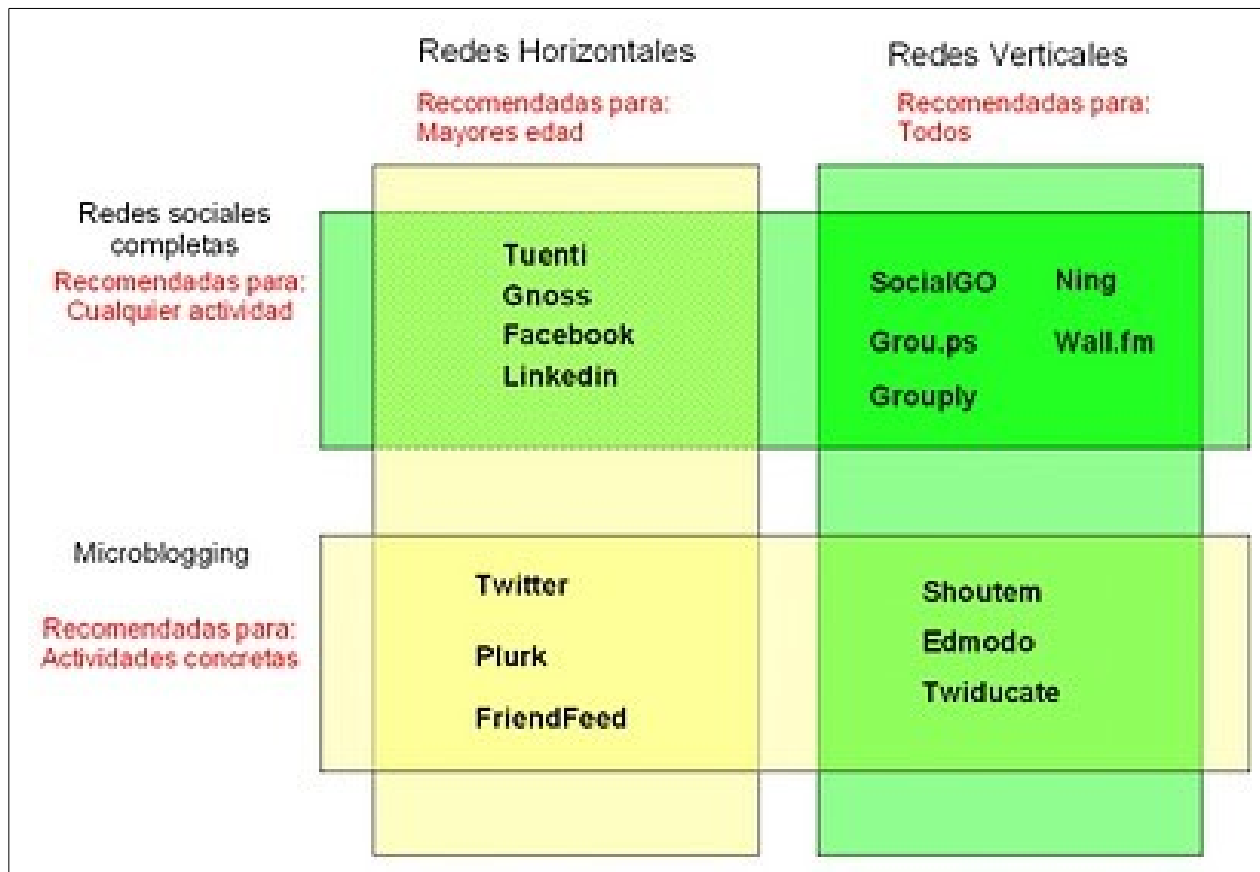 Redes Horizontales
Redes Verticales
Recomendadas para:
Mayores edad
Recomendadas para:
Todos
Redes sociales
completas
Recomendadas para:
Cualquier actividad
Tuenti
Gnoss
Facebook
Linkedin
SocialGO
Ning
Grou.ps
Wall.fm
Grouply
Microblogging
Recomendadas para:
Actividades concretas
Twitter
Plurk
FriendFeed
Shoutem
Edmodo
Twiducate